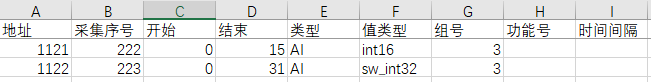 A B C D E F G H I
地址 采集序号 开始 结束 类型 值类型 组号 功能号 时间间隔
1121 222 0 15 AI int16 3
1122 223 0 31 AI sw_int32 3